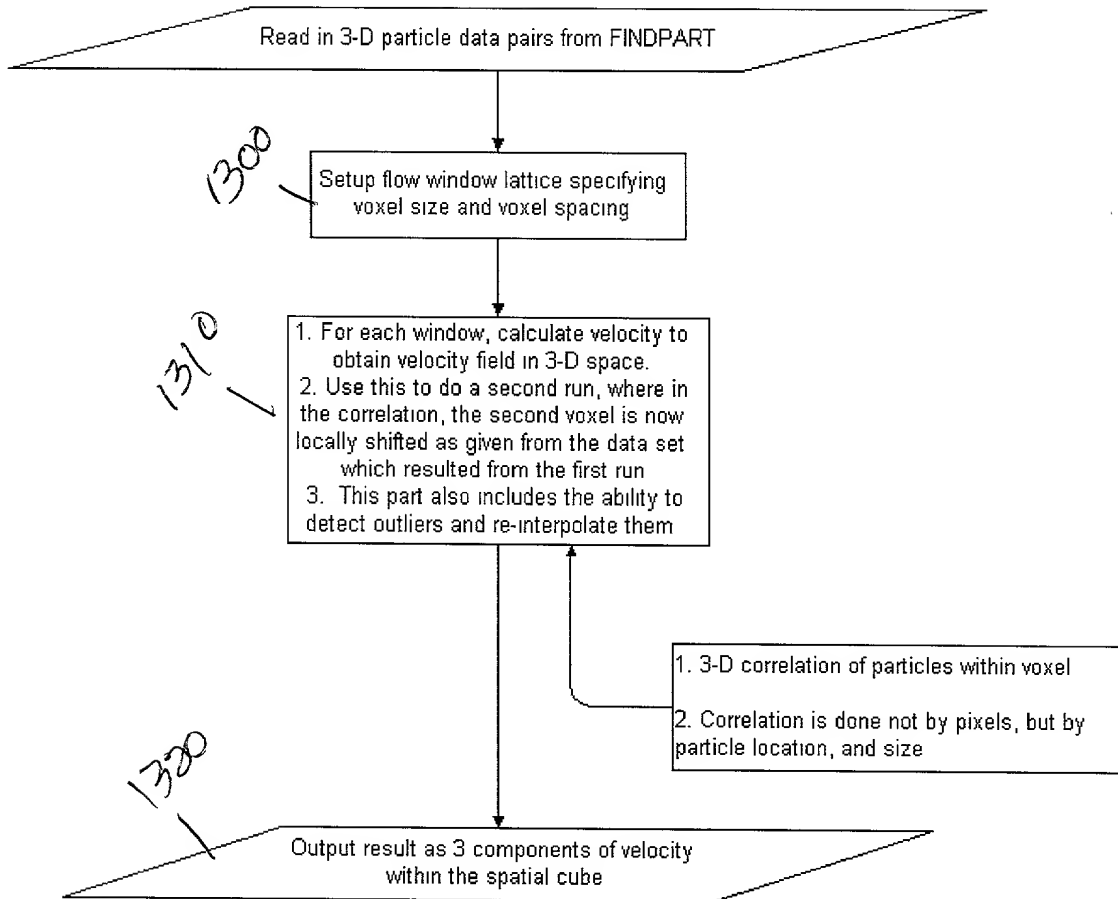 Read in 3-D particle data pairs from FINDPART
1300
Setup flow window lattice specifying
voxel size and voxel spacing
1310
1. For each window, calculate velocity to
obtain velocity field in 3-D space.
2. Use this to do a second run, where in
the correlation, the second voxel is now
locally shifted as given from the data set
which resulted from the first run
3. This part also includes the ability to
detect outliers and re-interpolate them
1. 3-D correlation of particles within voxel
2. Correlation is done not by pixels, but by
particle location, and size
1320
Output result as 3 components of velocity
within the spatial cube